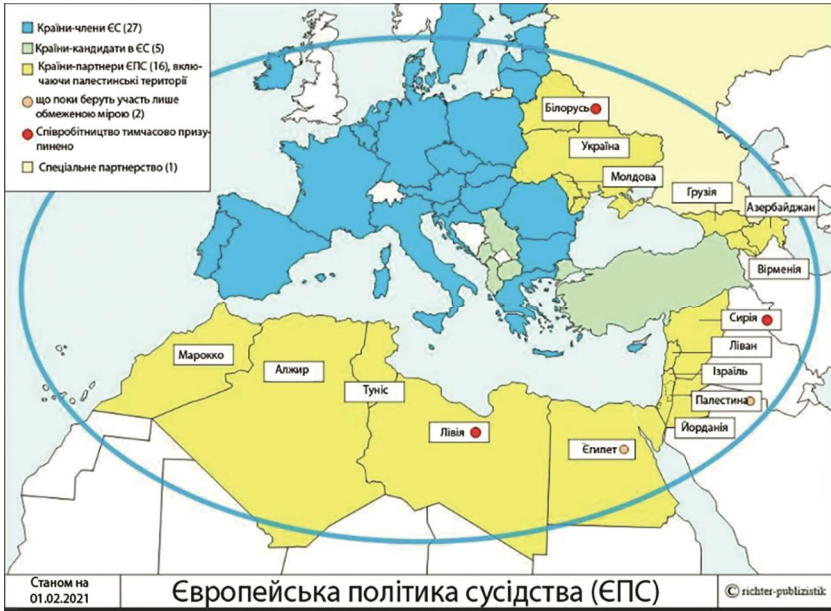 Країни-члени ЄС (27)
Країни-кандидати в ЄС (5)
Країни-партнери ЄПС (16), вклю-
чаючи палестинські території
що поки беруть участь лише
обмеженою мірою (2)
Співробітництво тимчасово призу-
пинено
Спеціальне партнерство (1)
Білорусь
Україна
Молдова
Грузія
Азербайджан
Вірменія
Сирія
Ліван
Ізраїль
Палестина
Йорданія
Марокко
Алжир
Туніс
Лівія
Єгипет
Станом на
01.02.2021
Європейська політика сусідства (ЄПС)
© richter-publizistik